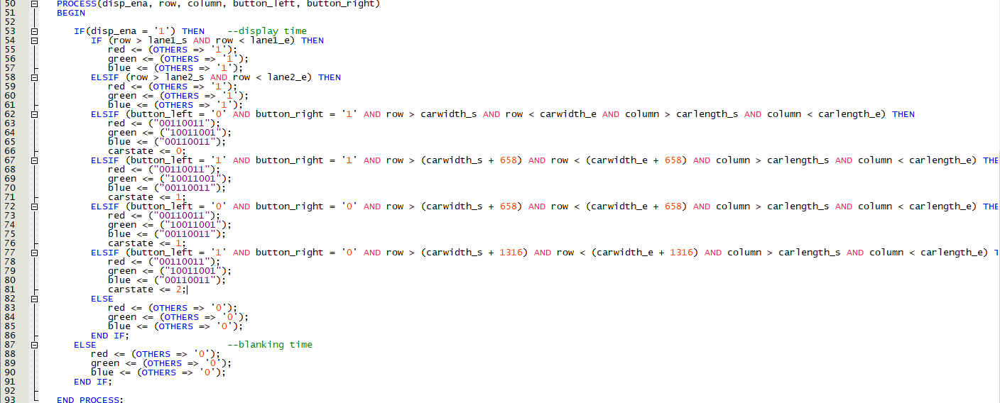 50 PROCESS(disp_ena, row, column, button_left, button_right)
51 BEGIN
52
53 IF(disp_ena = '1') THEN --display time
54 IF (row > lane1_s AND row < lane1_e) THEN
55 red <= (OTHERS => '1');
56 green <= (OTHERS => '1');
57 blue <= (OTHERS => '1');
58 ELSIF (row > lane2_s AND row < lane2_e) THEN
59 red <= (OTHERS => '1');
60 green <= (OTHERS => '1');
61 blue <= (OTHERS => '1');
62 ELSIF (button_left = '0' AND button_right = '1' AND row > carwidth_s AND row < carwidth_e AND column > carlength_s AND column < carlength_e) THEN
63 red <= ("00110011");
64 green <= ("10011001");
65 blue <= ("00110011");
66 carstate <= 0;
67 ELSIF (button_left = '1' AND button_right = '1' AND row > (carwidth_s + 658) AND row < (carwidth_e + 658) AND column > carlength_s AND column < carlength_e) THE
68 red <= ("00110011");
69 green <= ("10011001");
70 blue <= ("00110011");
71 carstate <= 1;
72 ELSIF (button_left = '0' AND button_right = '0' AND row > (carwidth_s + 658) AND row < (carwidth_e + 658) AND column > carlength_s AND column < carlength_e) THE
73 red <= ("00110011");
74 green <= ("10011001");
75 blue <= ("00110011");
76 carstate <= 1;
77 ELSIF (button_left = '1' AND button_right = '0' AND row > (carwidth_s + 1316) AND row < (carwidth_e + 1316) AND column > carlength_s AND column < carlength_e) T
78 red <= ("00110011");
79 green <= ("10011001");
80 blue <= ("00110011");
81 carstate <= 2;
82 ELSE
83 red <= (OTHERS => '0');
84 green <= (OTHERS => '0');
85 blue <= (OTHERS => '0');
86 END IF;
87 ELSE --blanking time
88 red <= (OTHERS => '0');
89 green <= (OTHERS => '0');
90 blue <= (OTHERS => '0');
91 END IF;
92
93 END PROCESS;